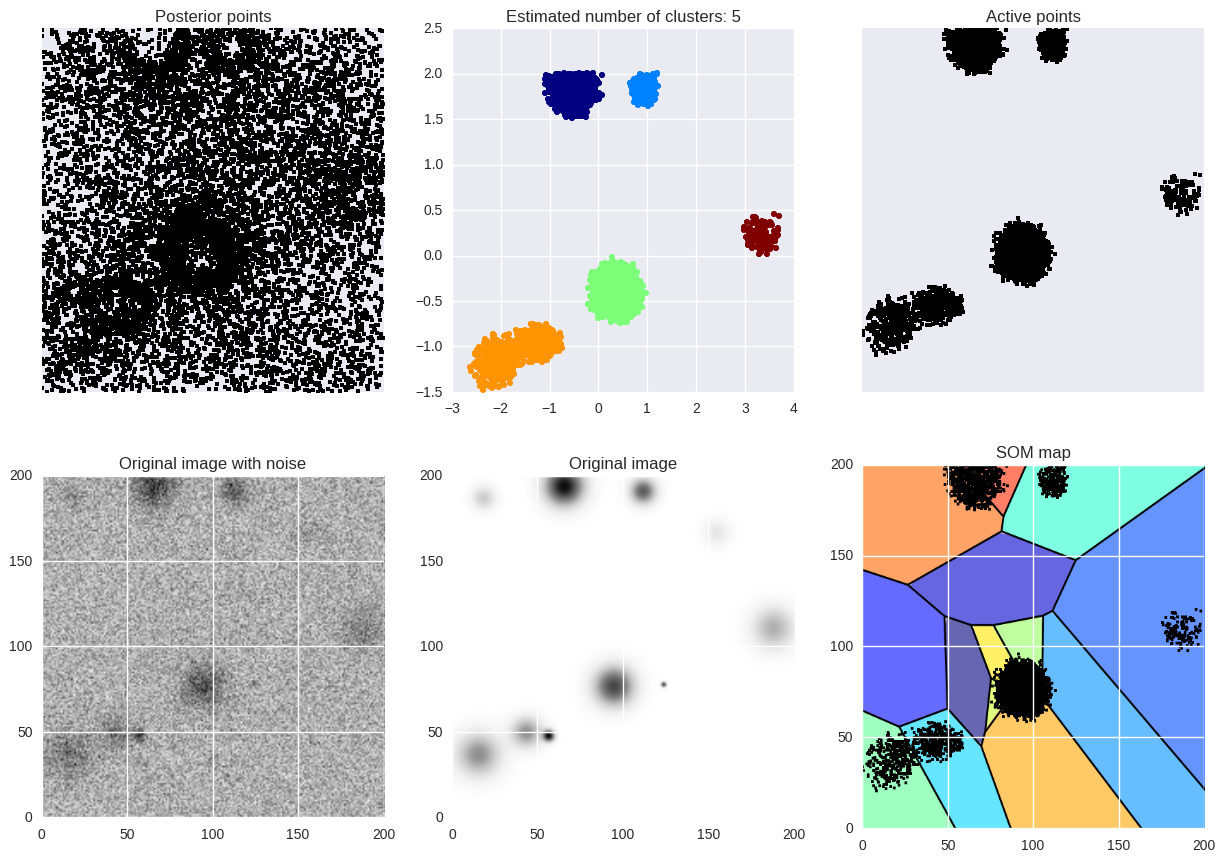 Posterior points
Estimated number of clusters: 5
Active points
2.5
2.0
1.5
1.0
0.5
0.0
−0.5
−1.0
−1.5
−3 −2 −1 0 1 2 3 4
Original image with noise
200
150
100
50
0
0 50 100 150 200
Original image
200
150
100
50
0
0 50 100 150 200
SOM map
200
150
100
50
0
0 50 100 150 200